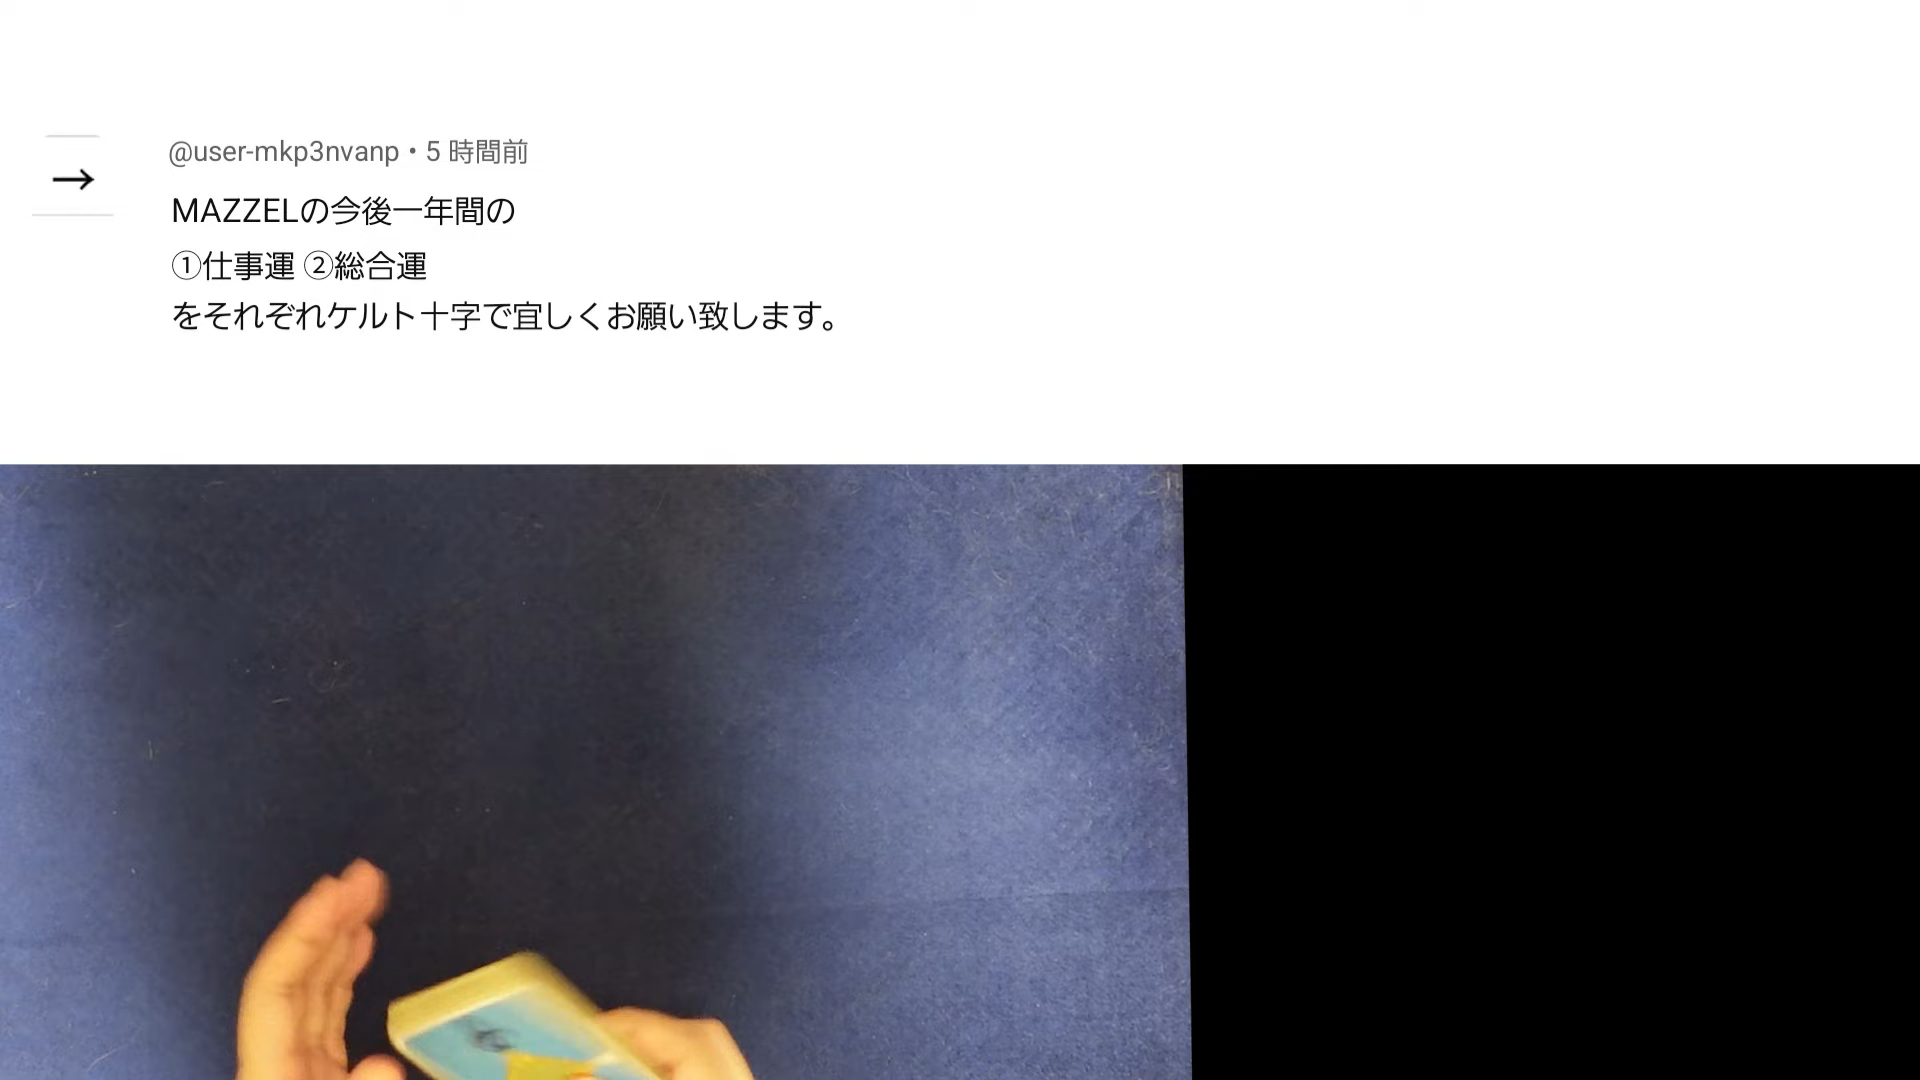 @user-mkp3nvanp • 5 時間前
MAZZELの今後一年間の
①仕事運 ②総合運
をそれぞれケルト十字で宜しくお願い致します。